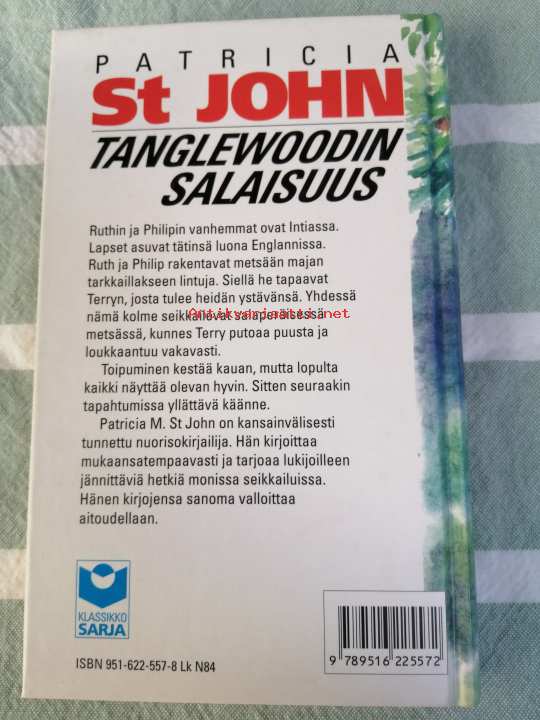 PATRICIA
St JOHN
TANGLEWOODIN
SALAISUUS
Ruthin ja Philipin vanhemmat ovat Intiassa.
Lapset asuvat tätinsä luona Englannissa.
Ruth ja Philip rakentavat metsään majan
tarkkaillakseen lintuja. Siellä he tapaavat
Terryn, josta tulee heidän ystävänsä. Yhdessä
nämä kolme seikkailevat salaperäisessä
Antikvariaatti.net
metsässä, kunnes Terry putoaa puusta ja
loukkaantuu vakavasti.
Toipuminen kestää kauan, mutta lopulta
kaikki näyttää olevan hyvin. Sitten seuraakin
tapahtumissa yllättävä käänne.
Patricia M. St John on kansainvälisesti
tunnettu nuorisokirjailija. Hän kirjoittaa
mukaansatempaavasti ja tarjoaa lukijoilleen
jännittäviä hetkiä monissa seikkailuissa.
Hänen kirjojensa sanoma valloittaa
aitoudellaan.
KLASSIKKO
SARJA
ISBN 951-622-557-8 Lk N84
9 789516 225572